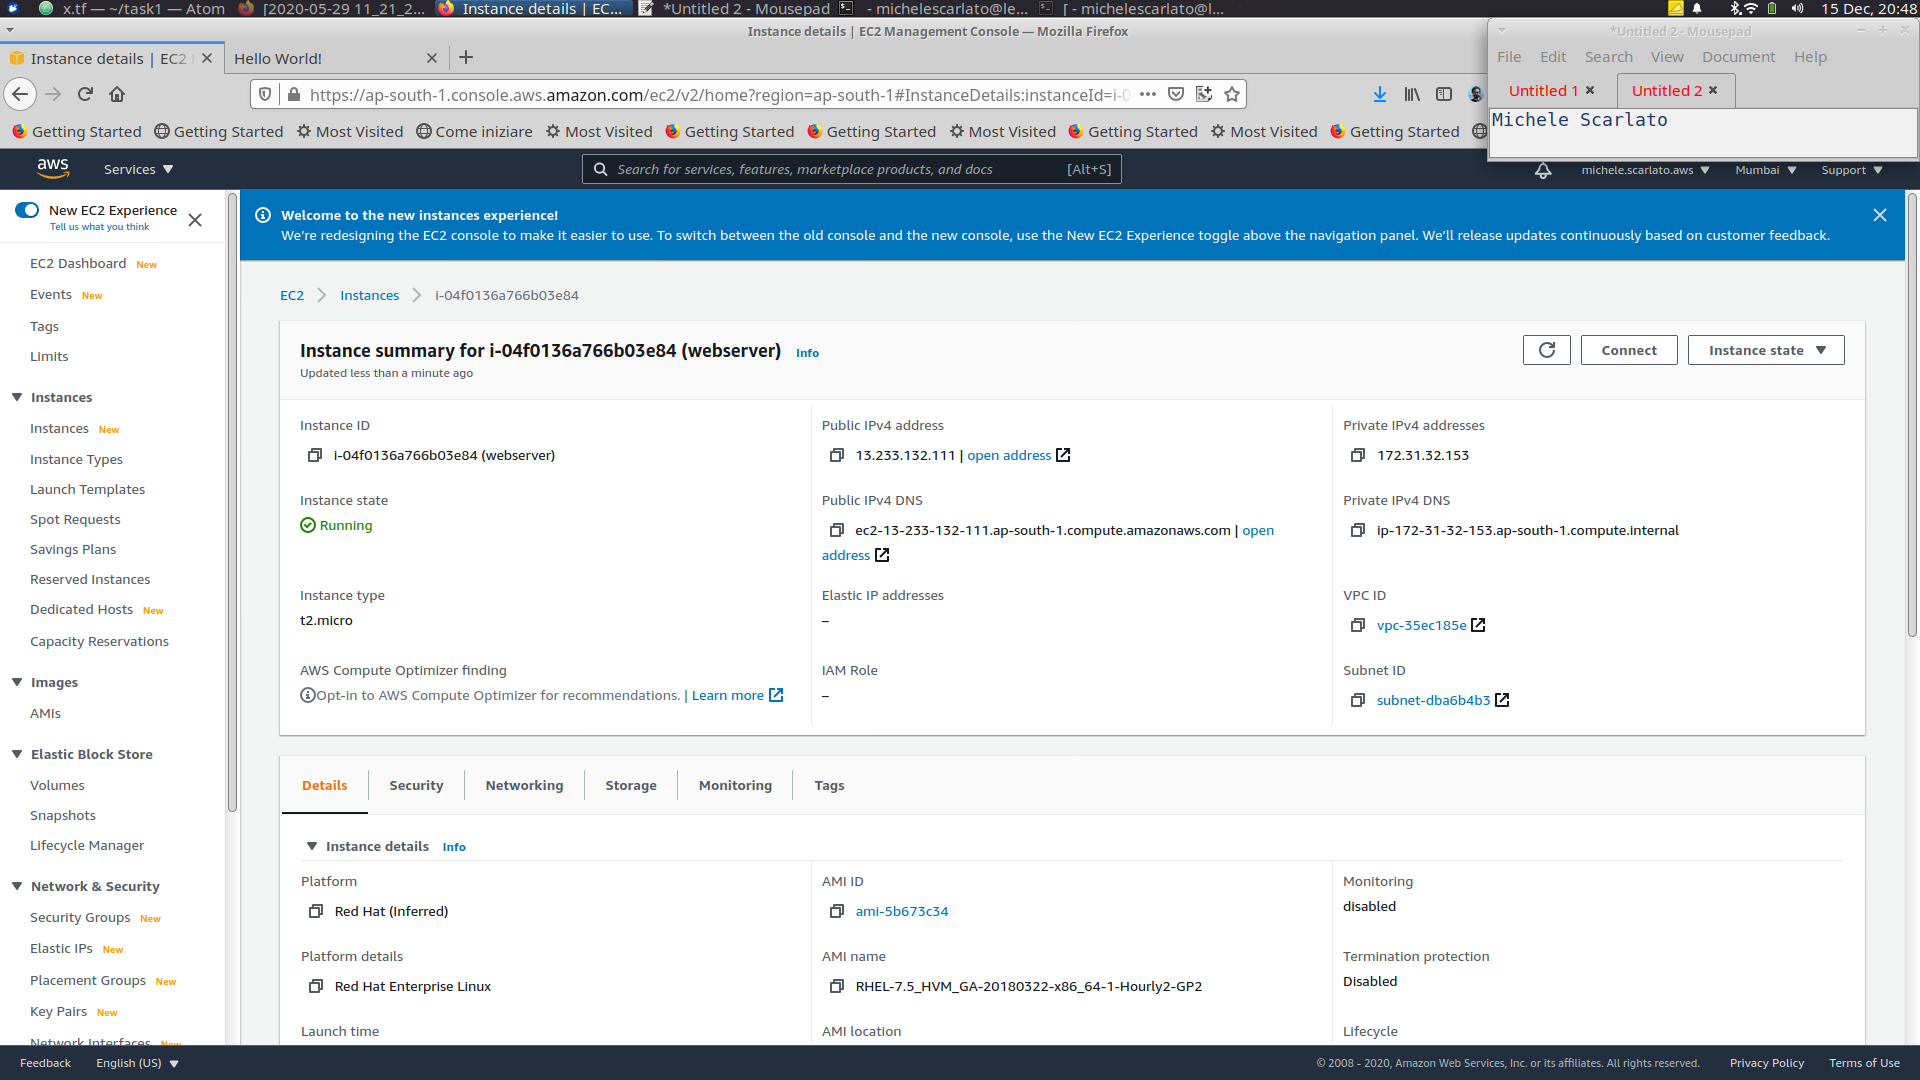 x.tf — ~/task1 — Atom
[2020-05-29 11_21_2...
Instance details | EC...
*Untitled 2 - Mousepad
- michelescarlato@le...
[ - michelescarlato@l...
15 Dec, 20:48
Instance details | EC2 Management Console — Mozilla Firefox
*Untitled 2 - Mousepad
Instance details | EC2
Hello World!
File Edit Search View Document Help
https://ap-south-1.console.aws.amazon.com/ec2/v2/home?region=ap-south-1#InstanceDetails:instanceId=i-0
Untitled 1
Untitled 2
Michele Scarlato
Getting Started Getting Started Most Visited Come iniziare Most Visited Getting Started Getting Started Most Visited Getting Started Most Visited Getting Started
aws
Services
Search for services, features, marketplace products, and docs [Alt+S]
michele.scarlato.aws
Mumbai
Support
New EC2 Experience
Tell us what you think
EC2 Dashboard New
Events New
Tags
Limits
Instances
Instances New
Instance Types
Launch Templates
Spot Requests
Savings Plans
Reserved Instances
Dedicated Hosts New
Capacity Reservations
Images
AMIs
Elastic Block Store
Volumes
Snapshots
Lifecycle Manager
Network & Security
Security Groups New
Elastic IPs New
Placement Groups New
Key Pairs New
Network Interfaces New
Welcome to the new instances experience!
We're redesigning the EC2 console to make it easier to use. To switch between the old console and the new console, use the New EC2 Experience toggle above the navigation panel. We'll release updates continuously based on customer feedback.
EC2 Instances i-04f0136a766b03e84
Instance summary for i-04f0136a766b03e84 (webserver) Info
Updated less than a minute ago
Connect
Instance state
Instance ID
i-04f0136a766b03e84 (webserver)
Public IPv4 address
13.233.132.111 | open address
Private IPv4 addresses
172.31.32.153
Instance state
Running
Public IPv4 DNS
ec2-13-233-132-111.ap-south-1.compute.amazonaws.com | open
address
Private IPv4 DNS
ip-172-31-32-153.ap-south-1.compute.internal
Instance type
t2.micro
Elastic IP addresses
–
VPC ID
vpc-35ec185e
AWS Compute Optimizer finding
Opt-in to AWS Compute Optimizer for recommendations. | Learn more
IAM Role
–
Subnet ID
subnet-dba6b4b3
Details Security Networking Storage Monitoring Tags
Instance details Info
Platform
Red Hat (Inferred)
AMI ID
ami-5b673c34
Monitoring
disabled
Platform details
Red Hat Enterprise Linux
AMI name
RHEL-7.5_HVM_GA-20180322-x86_64-1-Hourly2-GP2
Termination protection
Disabled
Launch time
AMI location
Lifecycle
Feedback
English (US)
© 2008 - 2020, Amazon Web Services, Inc. or its affiliates. All rights reserved.
Privacy Policy
Terms of Use